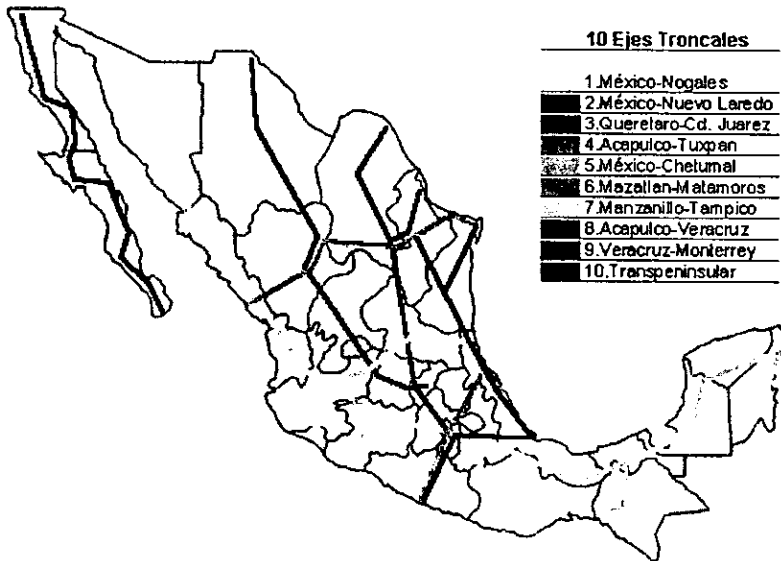 10 Ejes Troncales
1.México-Nogales
2.México-Nuevo Laredo
3.Queretaro-Cd. Juarez
4.Acapulco-Tuxpan
5.México-Chetumal
6.Mazatlan-Matamoros
7.Manzanillo-Tampico
8.Acapulco-Veracruz
9.Veracruz-Monterrey
10.Transpeninsular